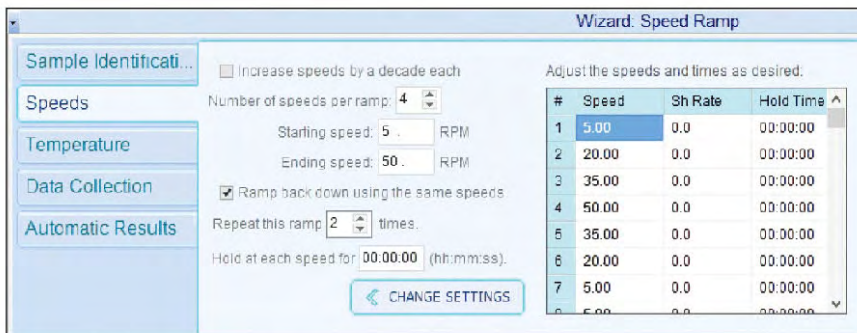 Wizard: Speed Ramp
Sample Identificati...
Speeds
Temperature
Data Collection
Automatic Results
Increase speeds by a decade each
Number of speeds per ramp: 4
Starting speed: 5 . RPM
Ending speed: 50 . RPM
Ramp back down using the same speeds
Repeat this ramp 2 times.
Hold at each speed for 00:00:00 (hh:mm:ss).
CHANGE SETTINGS
Adjust the speeds and times as desired:
# Speed Sh Rate Hold Time
1 5.00 0.0 00:00:00
2 20.00 0.0 00:00:00
3 35.00 0.0 00:00:00
4 50.00 0.0 00:00:00
5 35.00 0.0 00:00:00
6 20.00 0.0 00:00:00
7 5.00 0.0 00:00:00